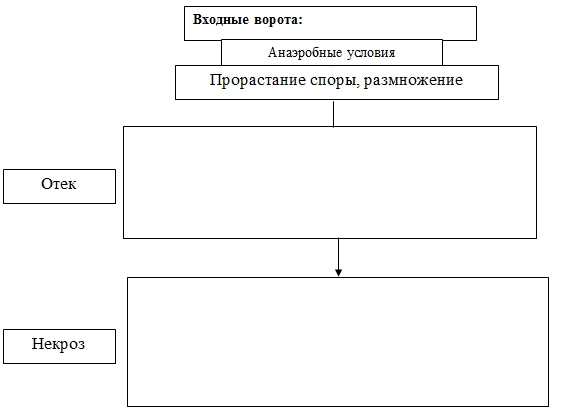 Входные ворота:
Анаэробные условия
Прорастание споры, размножение
Отек
Некроз